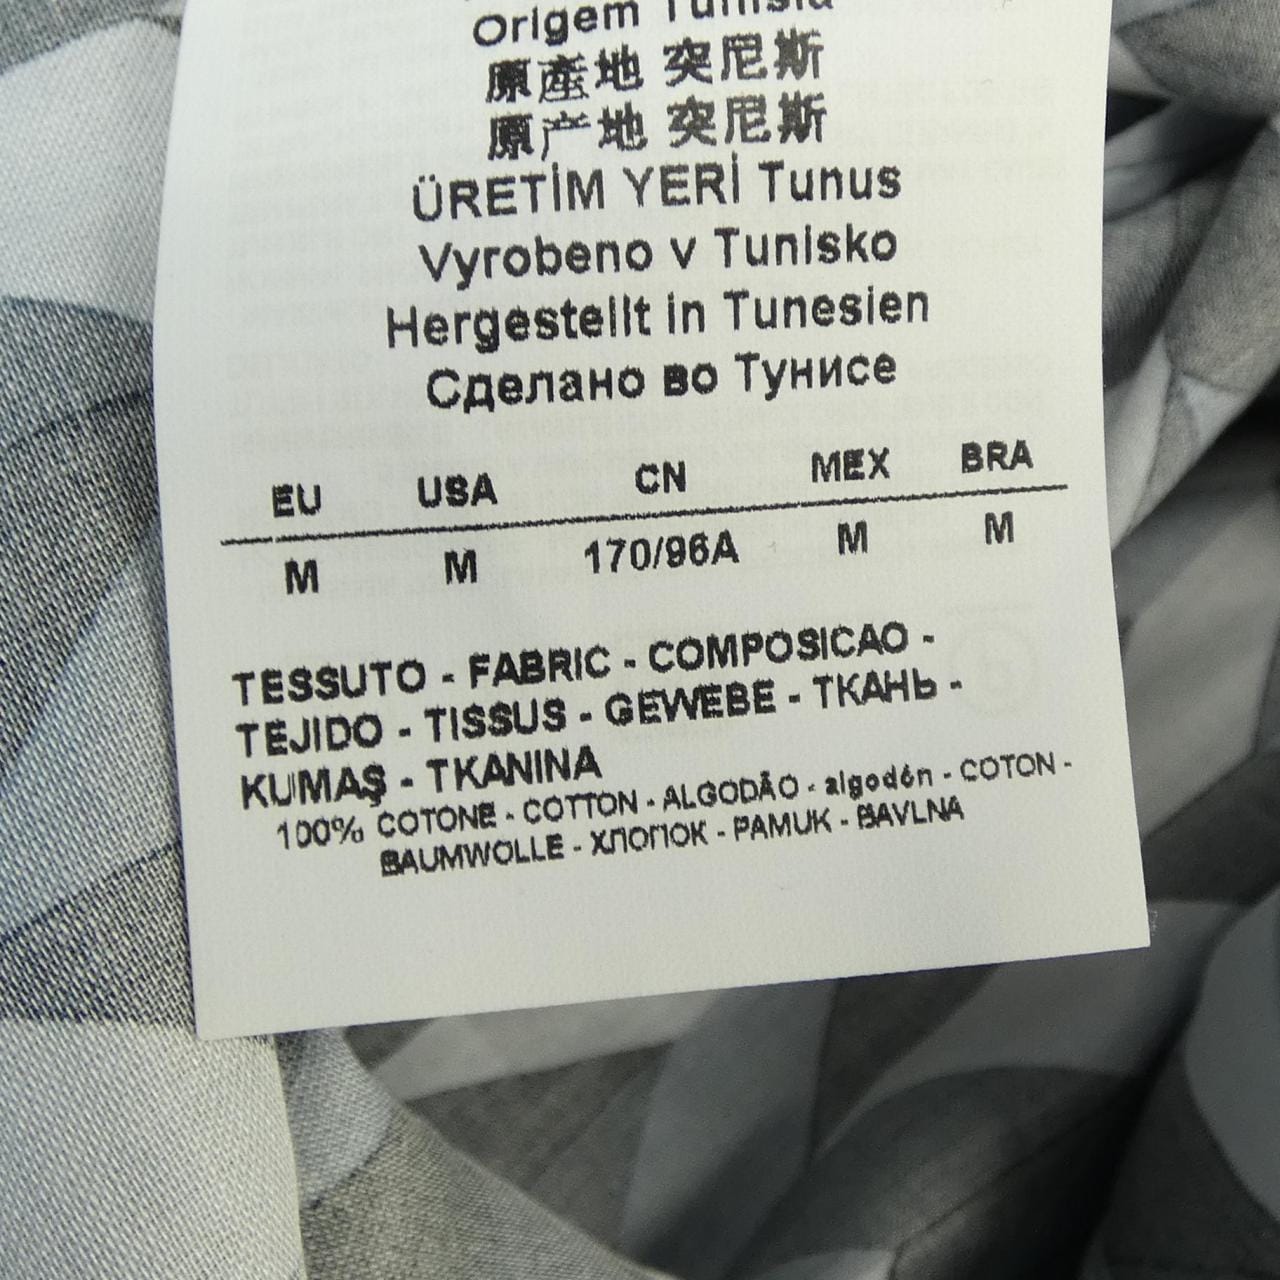 Origem Tunísia
原產地 突尼斯
原产地 突尼斯
ÜRETİM YERİ Tunus
Vyrobeno v Tunisko
Hergestellt in Tunesien
Сделано во Тунисе
EU USA CN MEX BRA
M M 170/96A M M
TESSUTO - FABRIC - COMPOSICAO -
TEJIDO - TISSUS - GEWEBE - ТКАНЬ -
KUMAŞ - TKANINA
100% COTONE - COTTON - ALGODÃO - algodón - COTON -
BAUMWOLLE - ХЛОПОК - PAMUK - BAVLNA